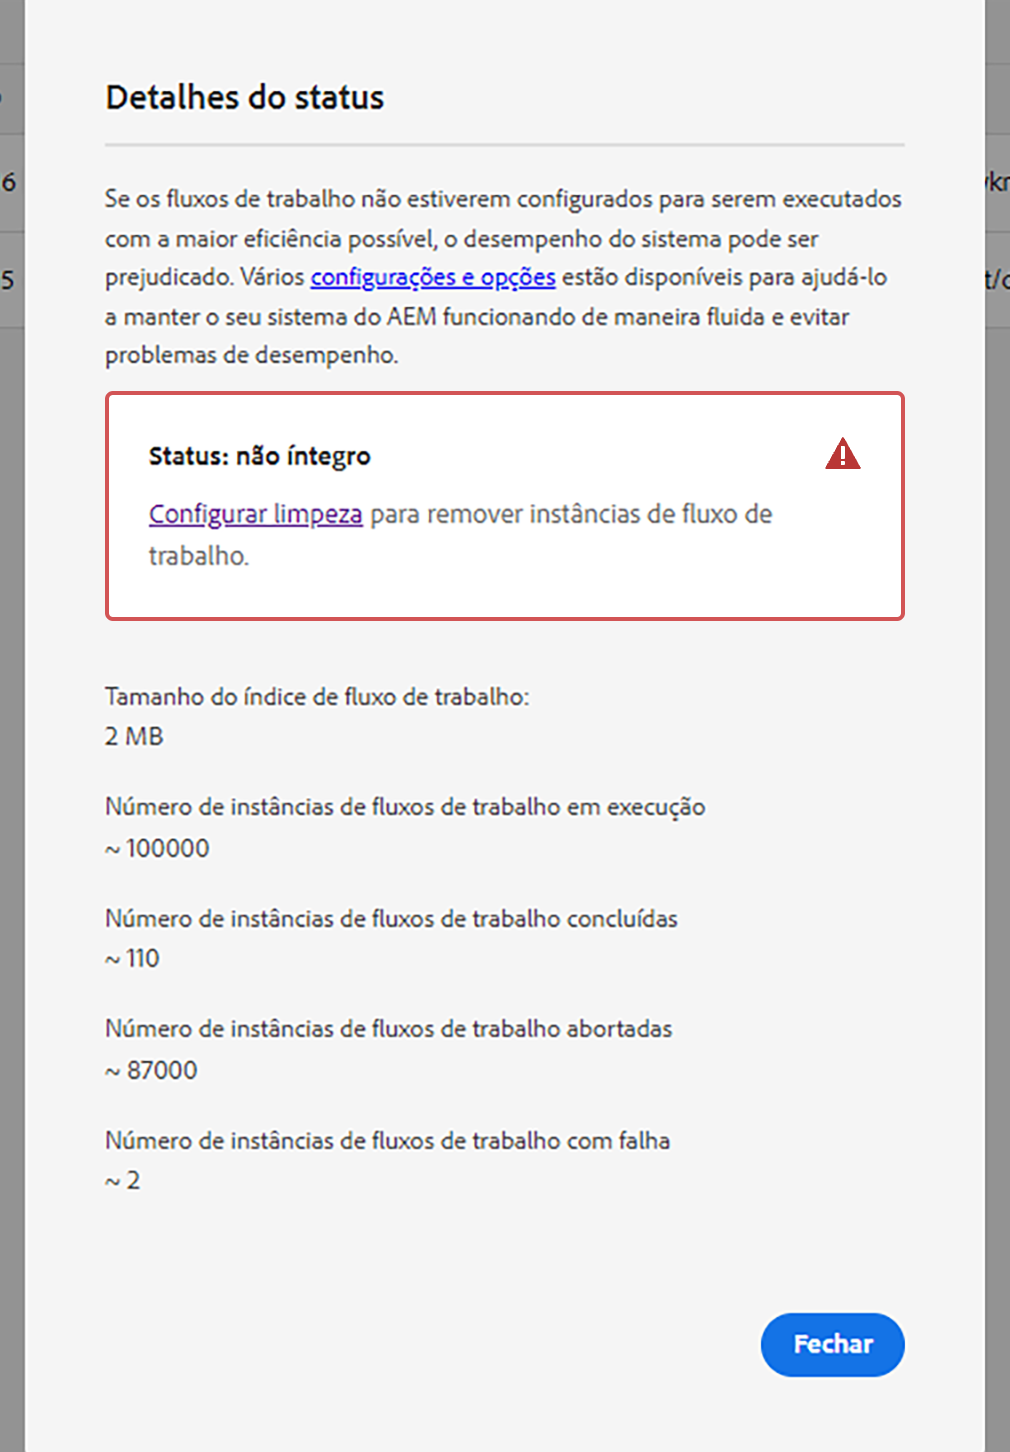 Detalhes do status
6
5
t/c
Se os fluxos de trabalho não estiverem configurados para serem executados
com a maior eficiência possível, o desempenho do sistema pode ser
prejudicado. Vários configurações e opções estão disponíveis para ajudá-lo
a manter o seu sistema do AEM funcionando de maneira fluida e evitar
problemas de desempenho.
Status: não íntegro
Configurar limpeza para remover instâncias de fluxo de
trabalho.
Tamanho do índice de fluxo de trabalho:
2 MB
Número de instâncias de fluxos de trabalho em execução
~ 100000
Número de instâncias de fluxos de trabalho concluídas
~ 110
Número de instâncias de fluxos de trabalho abortadas
~ 87000
Número de instâncias de fluxos de trabalho com falha
~ 2
Fechar